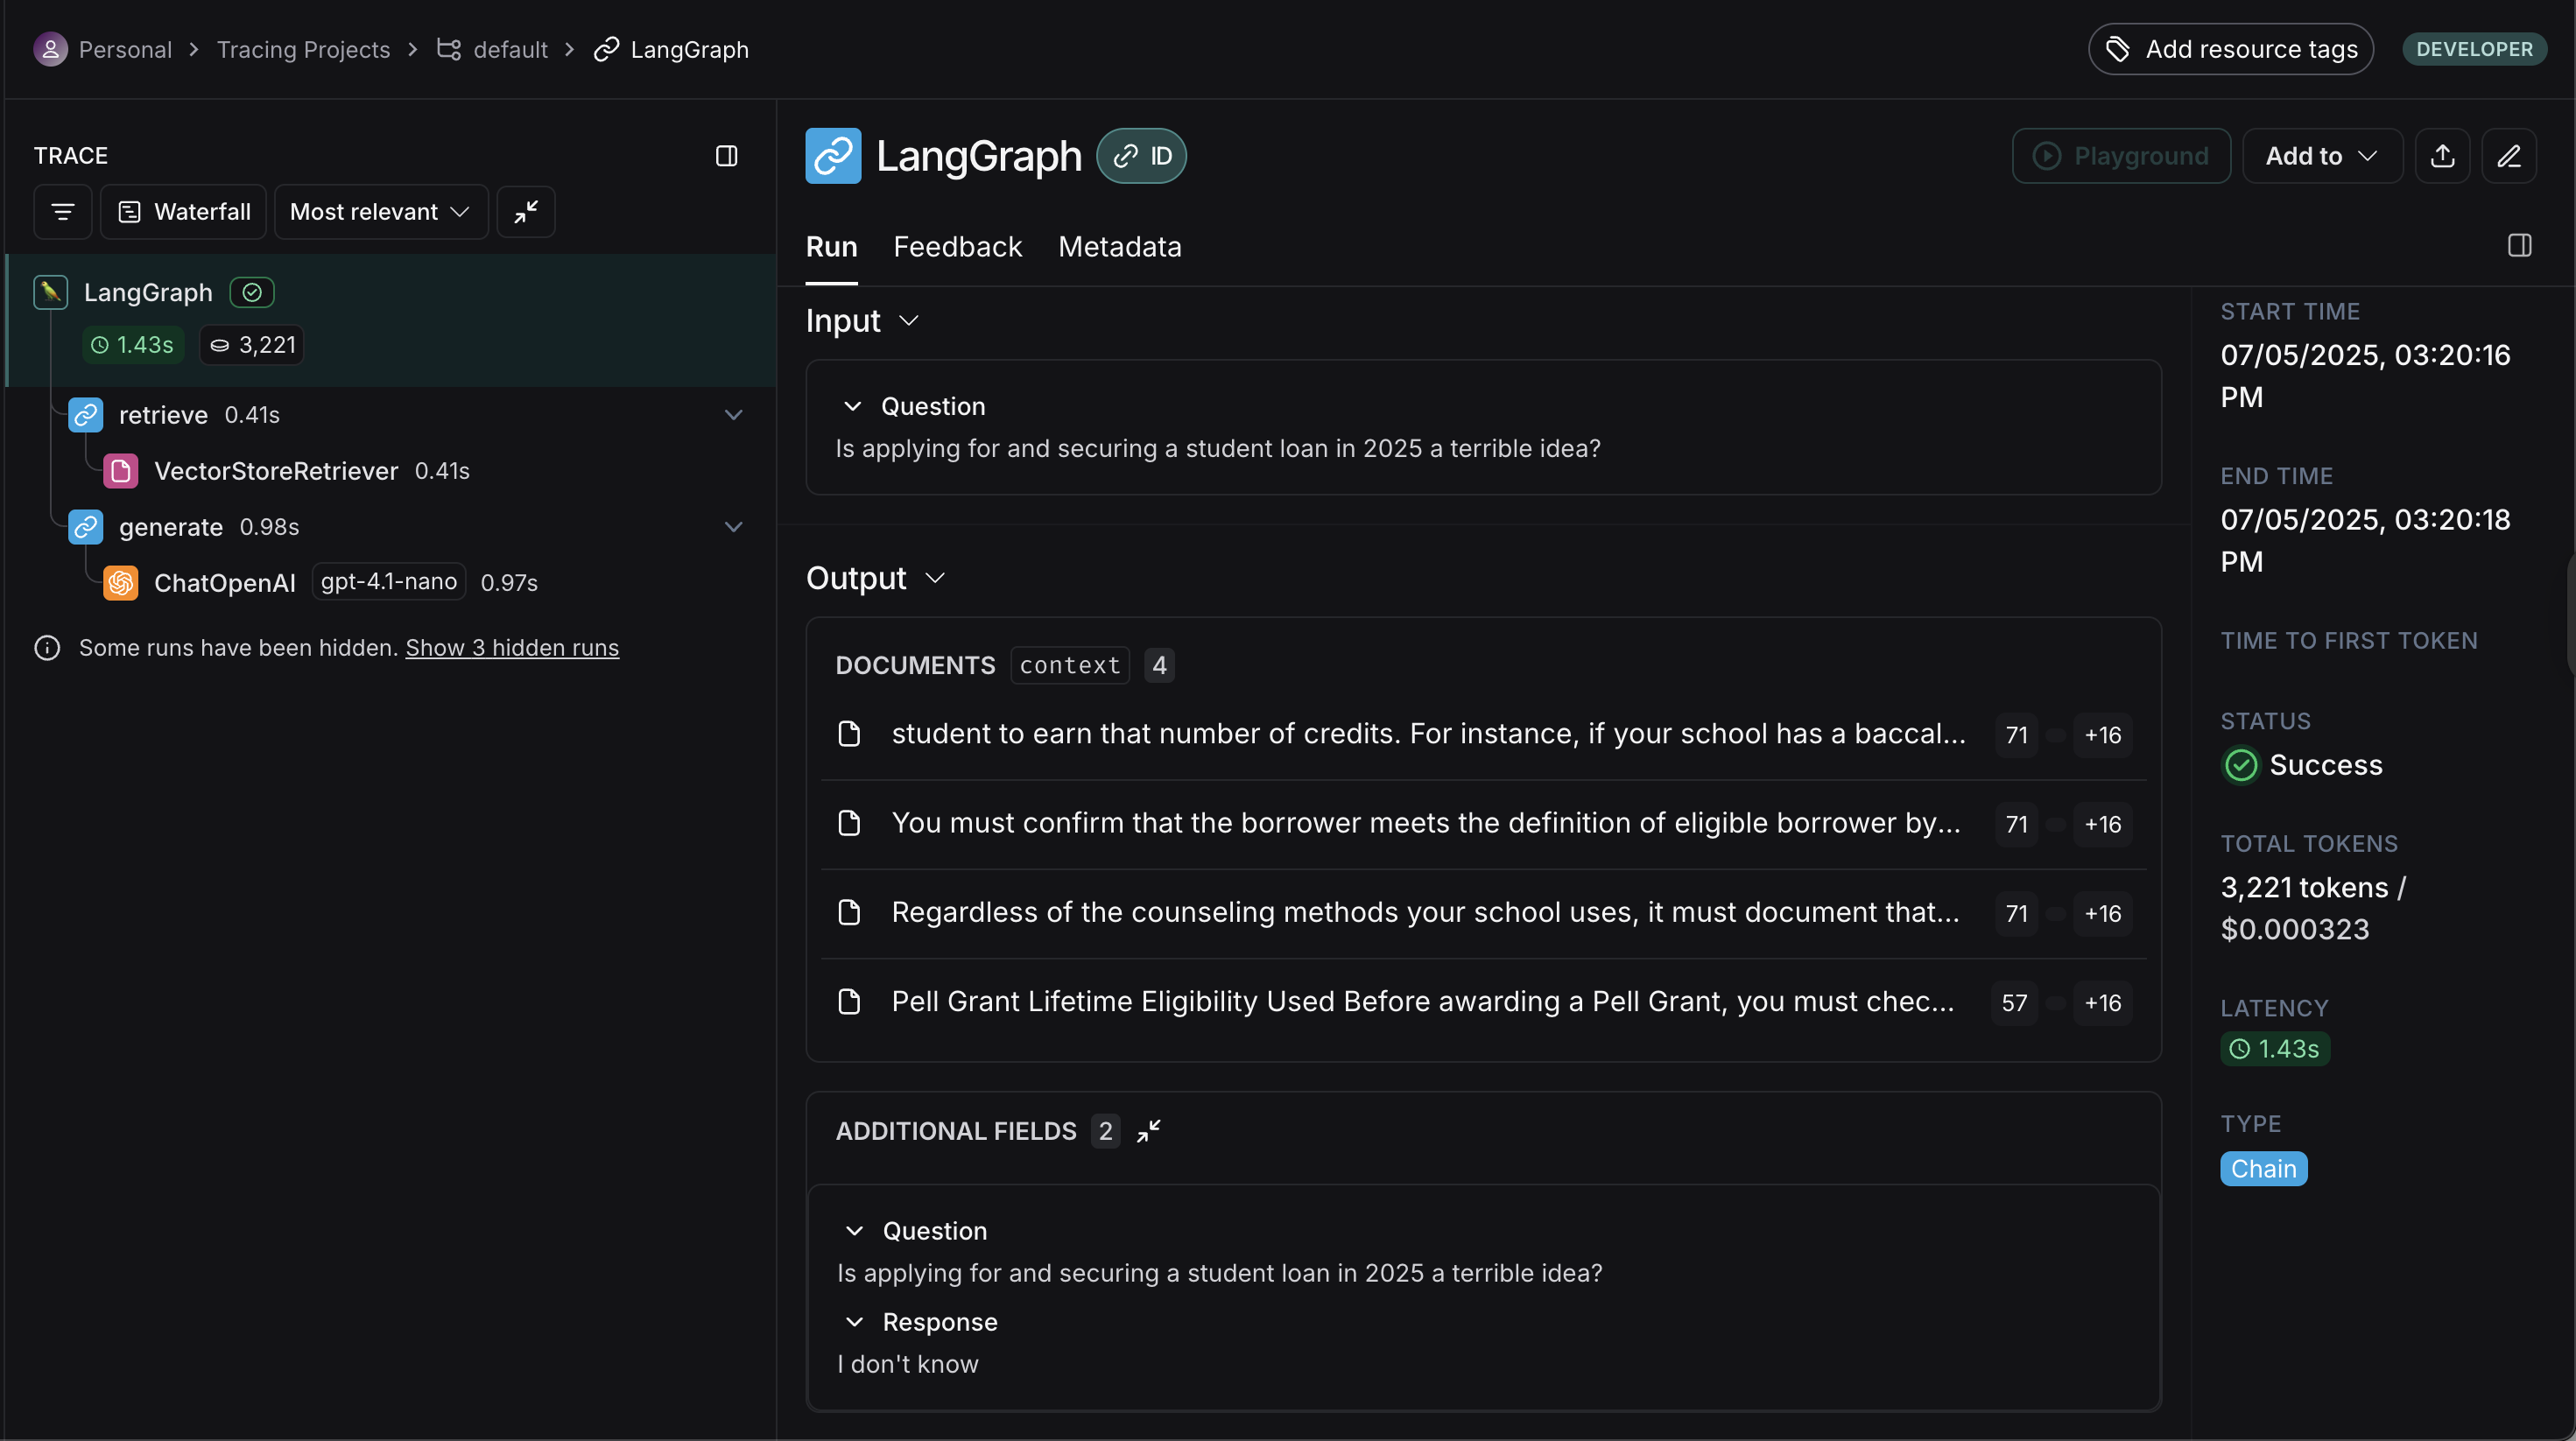 Personal > Tracing Projects > default > LangGraph
Add resource tags
DEVELOPER
TRACE
Waterfall
Most relevant
LangGraph
1.43s
3,221
retrieve 0.41s
VectorStoreRetriever 0.41s
generate 0.98s
ChatOpenAI gpt-4.1-nano 0.97s
Some runs have been hidden. Show 3 hidden runs
LangGraph
ID
Playground
Add to
Run
Feedback
Metadata
Input
Question
Is applying for and securing a student loan in 2025 a terrible idea?
Output
DOCUMENTS context 4
student to earn that number of credits. For instance, if your school has a baccal... 71 +16
You must confirm that the borrower meets the definition of eligible borrower by... 71 +16
Regardless of the counseling methods your school uses, it must document that... 71 +16
Pell Grant Lifetime Eligibility Used Before awarding a Pell Grant, you must chec... 57 +16
ADDITIONAL FIELDS 2
Question
Is applying for and securing a student loan in 2025 a terrible idea?
Response
I don't know
START TIME
07/05/2025, 03:20:16
PM
END TIME
07/05/2025, 03:20:18
PM
TIME TO FIRST TOKEN
STATUS
Success
TOTAL TOKENS
3,221 tokens /
$0.000323
LATENCY
1.43s
TYPE
Chain